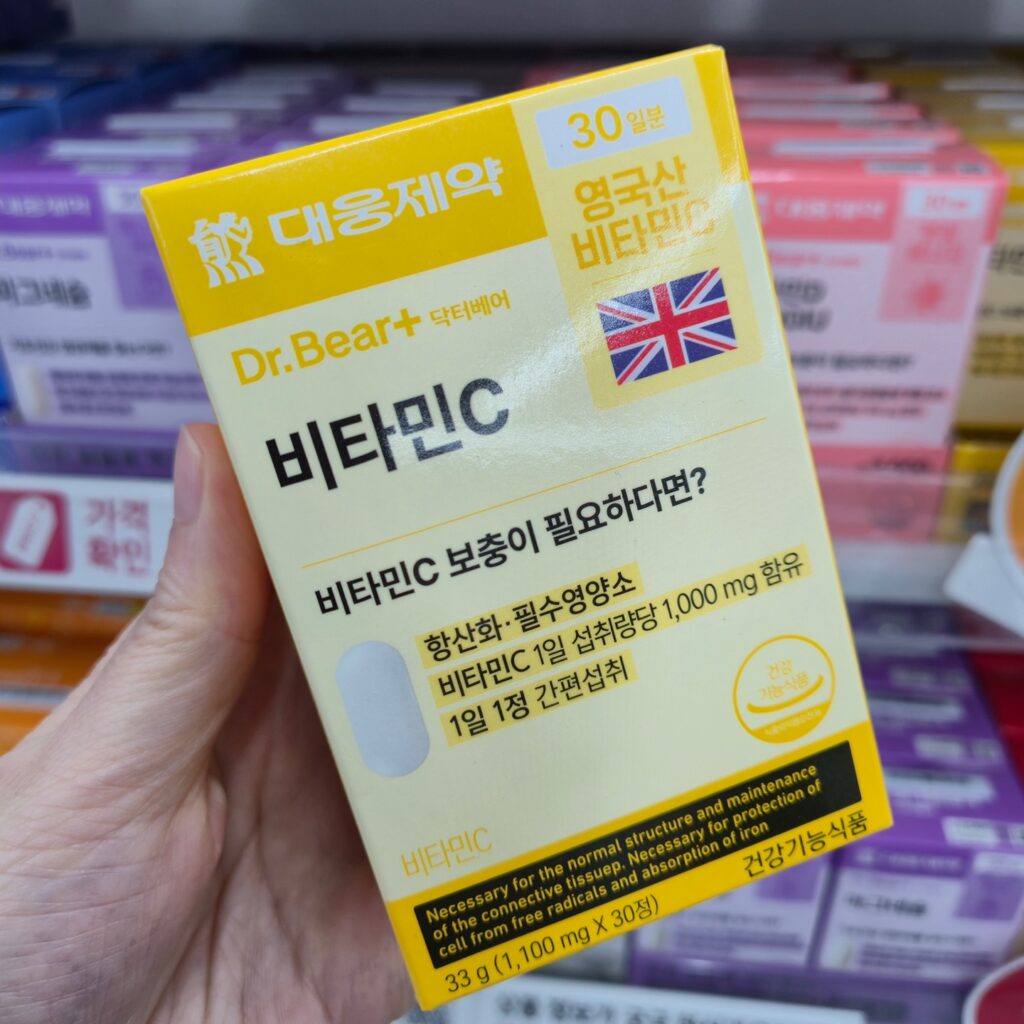 30일분
대웅제약
영국산
비타민C
Dr.Bear+ 닥터베어
비타민C
비타민C 보충이 필요하다면?
항산화·필수영양소
비타민C 1일 섭취량당 1,000 mg 함유
1일 1정 간편섭취
건강
기능식품
비타민C
Necessary for the normal structure and maintenance
of the connective tissuep. Necessary for protection of
cell from free radicals and absorption of iron
건강기능식품
33 g (1,100 mg X 30정)
가격
확인